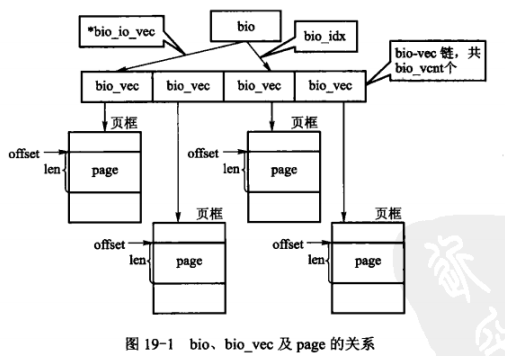 *bio_io_vec
bio
bio_idx
bio-vec 链，共
bio_vcnt个
bio_vec bio_vec bio_vec bio_vec
页框 页框
offset offset
len page len page
页框 页框
offset offset
len page len page
图 19-1 bio、bio_vec 及 page 的关系